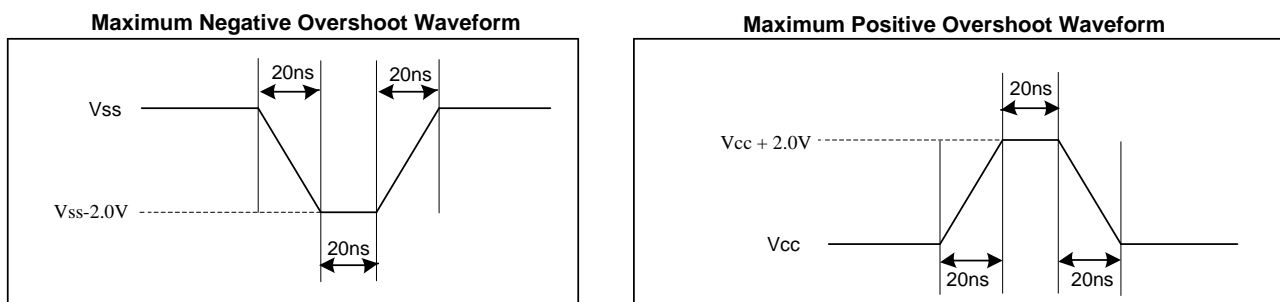 Maximum Negative Overshoot Waveform
20ns 20ns
Vss
Vss-2.0V
20ns
Maximum Positive Overshoot Waveform
20ns
Vcc + 2.0V
Vcc
20ns 20ns